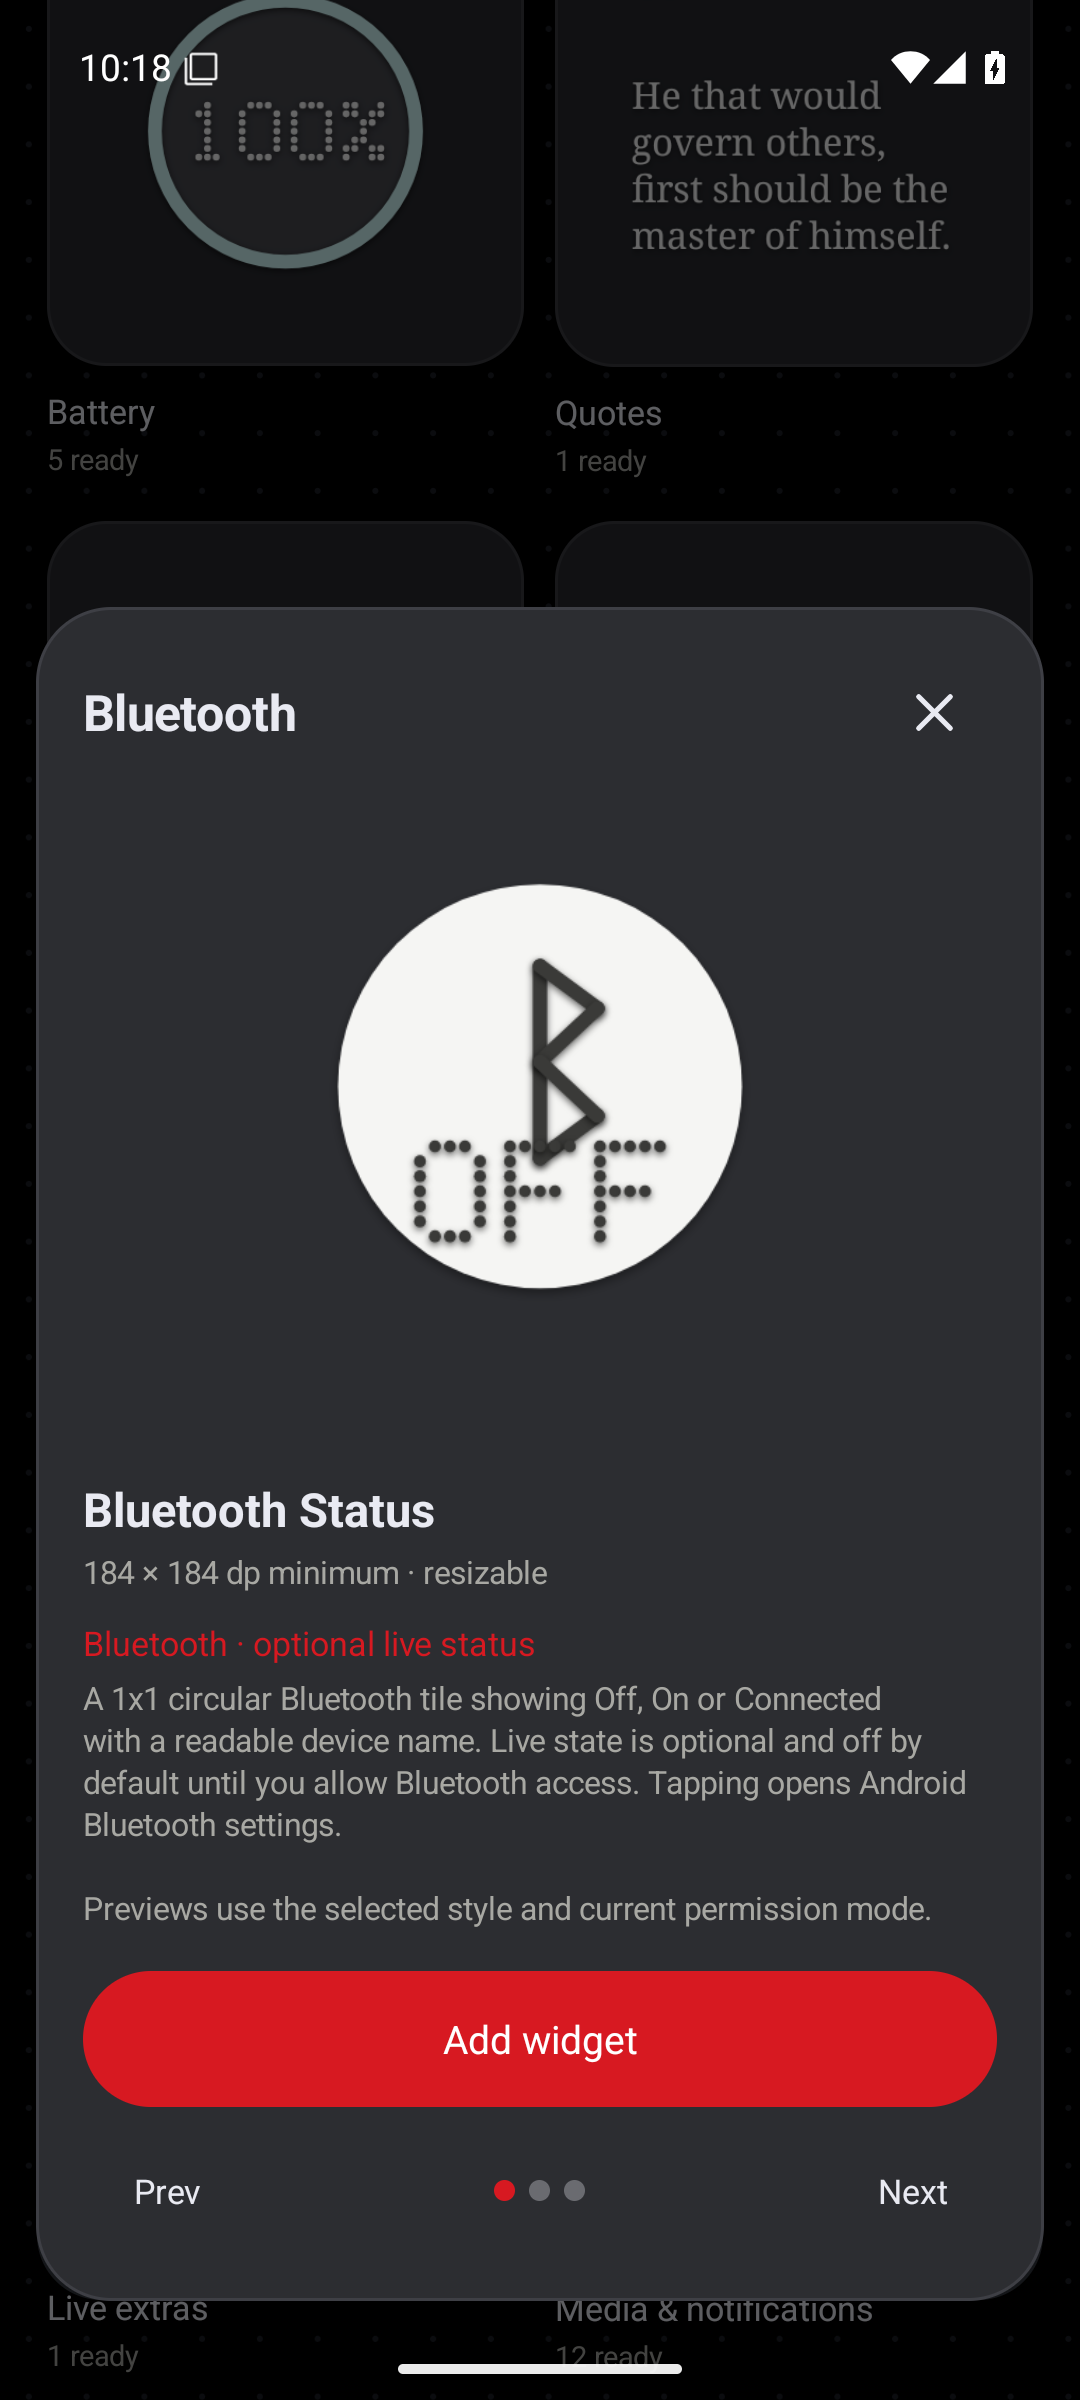 10:18
100%
He that would
govern others,
first should be the
master of himself.
Battery
5 ready
Quotes
1 ready
Bluetooth
OFF
Bluetooth Status
184 × 184 dp minimum · resizable
Bluetooth · optional live status
A 1x1 circular Bluetooth tile showing Off, On or Connected
with a readable device name. Live state is optional and off by
default until you allow Bluetooth access. Tapping opens Android
Bluetooth settings.
Previews use the selected style and current permission mode.
Add widget
Prev
Next
Live extras
1 ready
Media & notifications
12 ready